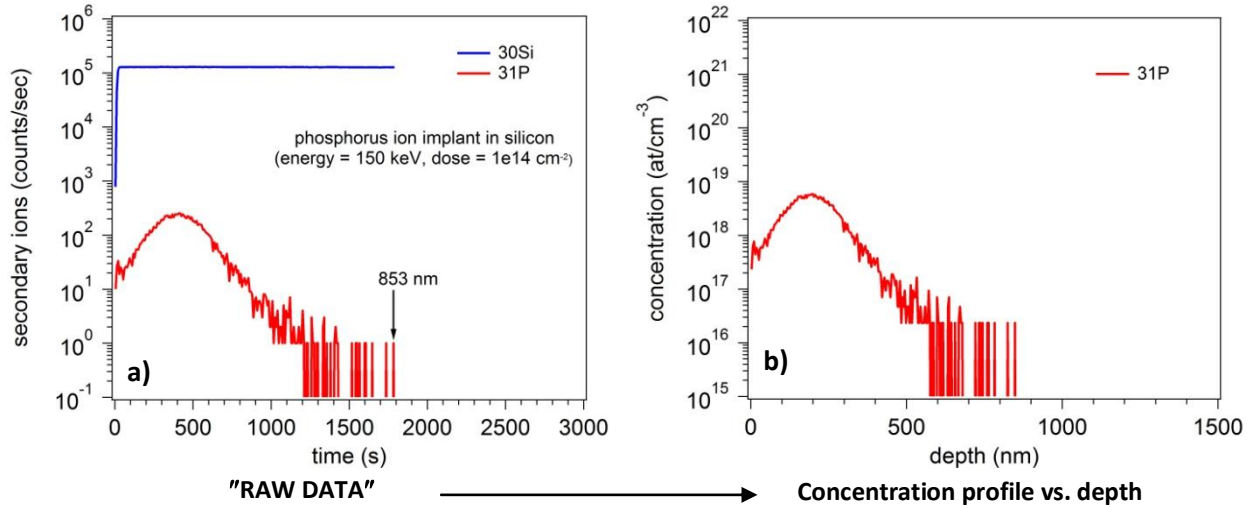 10⁶
10⁵
10⁴
10³
10²
10¹
10⁰
10⁻¹
secondary ions (counts/sec)
30Si
31P
phosphorus ion implant in silicon
(energy = 150 keV, dose = 1e14 cm⁻²)
853 nm
a)
0 500 1000 1500 2000 2500 3000
time (s)
10²²
10²¹
10²⁰
10¹⁹
10¹⁸
10¹⁷
10¹⁶
10¹⁵
concentration (at/cm⁻³)
31P
b)
0 500 1000 1500
depth (nm)
"RAW DATA"
Concentration profile vs. depth